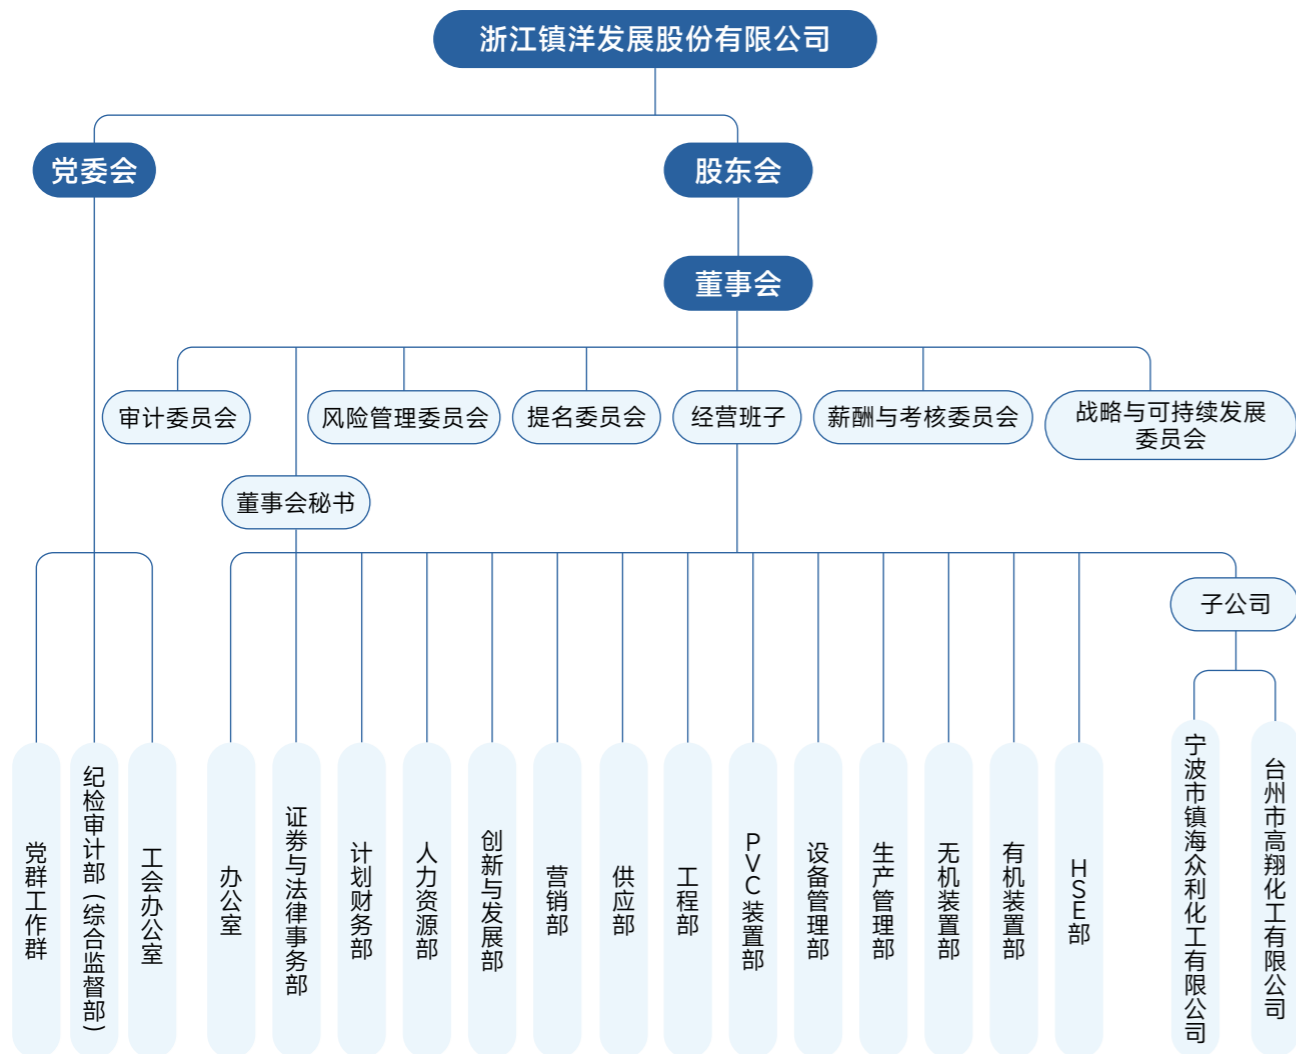 浙江镇洋发展股份有限公司
党委会
股东会
董事会
审计委员会
风险管理委员会
提名委员会
经营班子
薪酬与考核委员会
战略与可持续发展
委员会
董事会秘书
子公司
党群工作群
纪检审计部(综合监督部)
工会办公室
办公室
证券与法律事务部
计划财务部
人力资源部
创新与发展部
营销部
供应部
工程部
PVC装置部
设备管理部
生产管理部
无机装置部
有机装置部
HSE部
宁波市镇海众利化工有限公司
台州市高翔化工有限公司